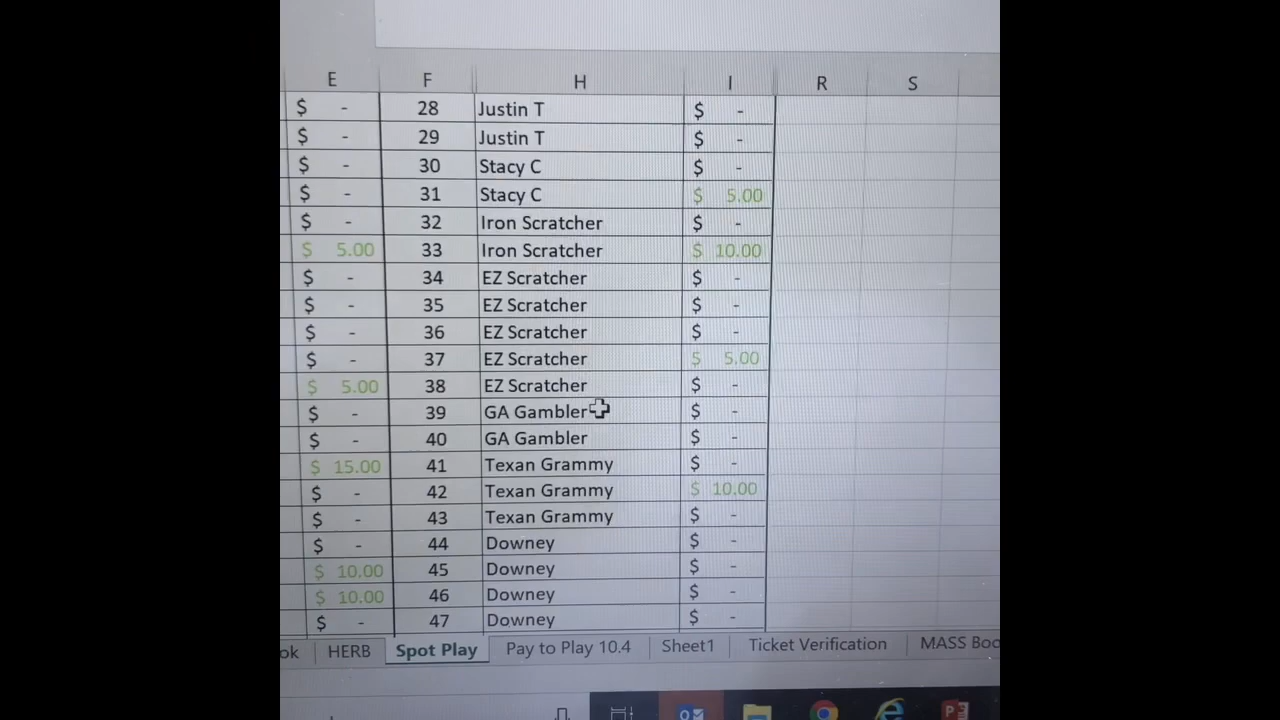 E F H I R S
$ - 28 Justin T $ -
$ - 29 Justin T $ -
$ - 30 Stacy C $ -
$ - 31 Stacy C $ 5.00
$ - 32 Iron Scratcher $ -
$ 5.00 33 Iron Scratcher $ 10.00
$ - 34 EZ Scratcher $ -
$ - 35 EZ Scratcher $ -
$ - 36 EZ Scratcher $ -
$ - 37 EZ Scratcher $ 5.00
$ 5.00 38 EZ Scratcher $ -
$ - 39 GA Gambler $ -
$ - 40 GA Gambler $ -
$ 15.00 41 Texan Grammy $ -
$ - 42 Texan Grammy $ 10.00
$ - 43 Texan Grammy $ -
$ - 44 Downey $ -
$ 10.00 45 Downey $ -
$ 10.00 46 Downey $ -
$ - 47 Downey $ -
ok HERB Spot Play Pay to Play 10.4 Sheet1 Ticket Verification MASS Boo